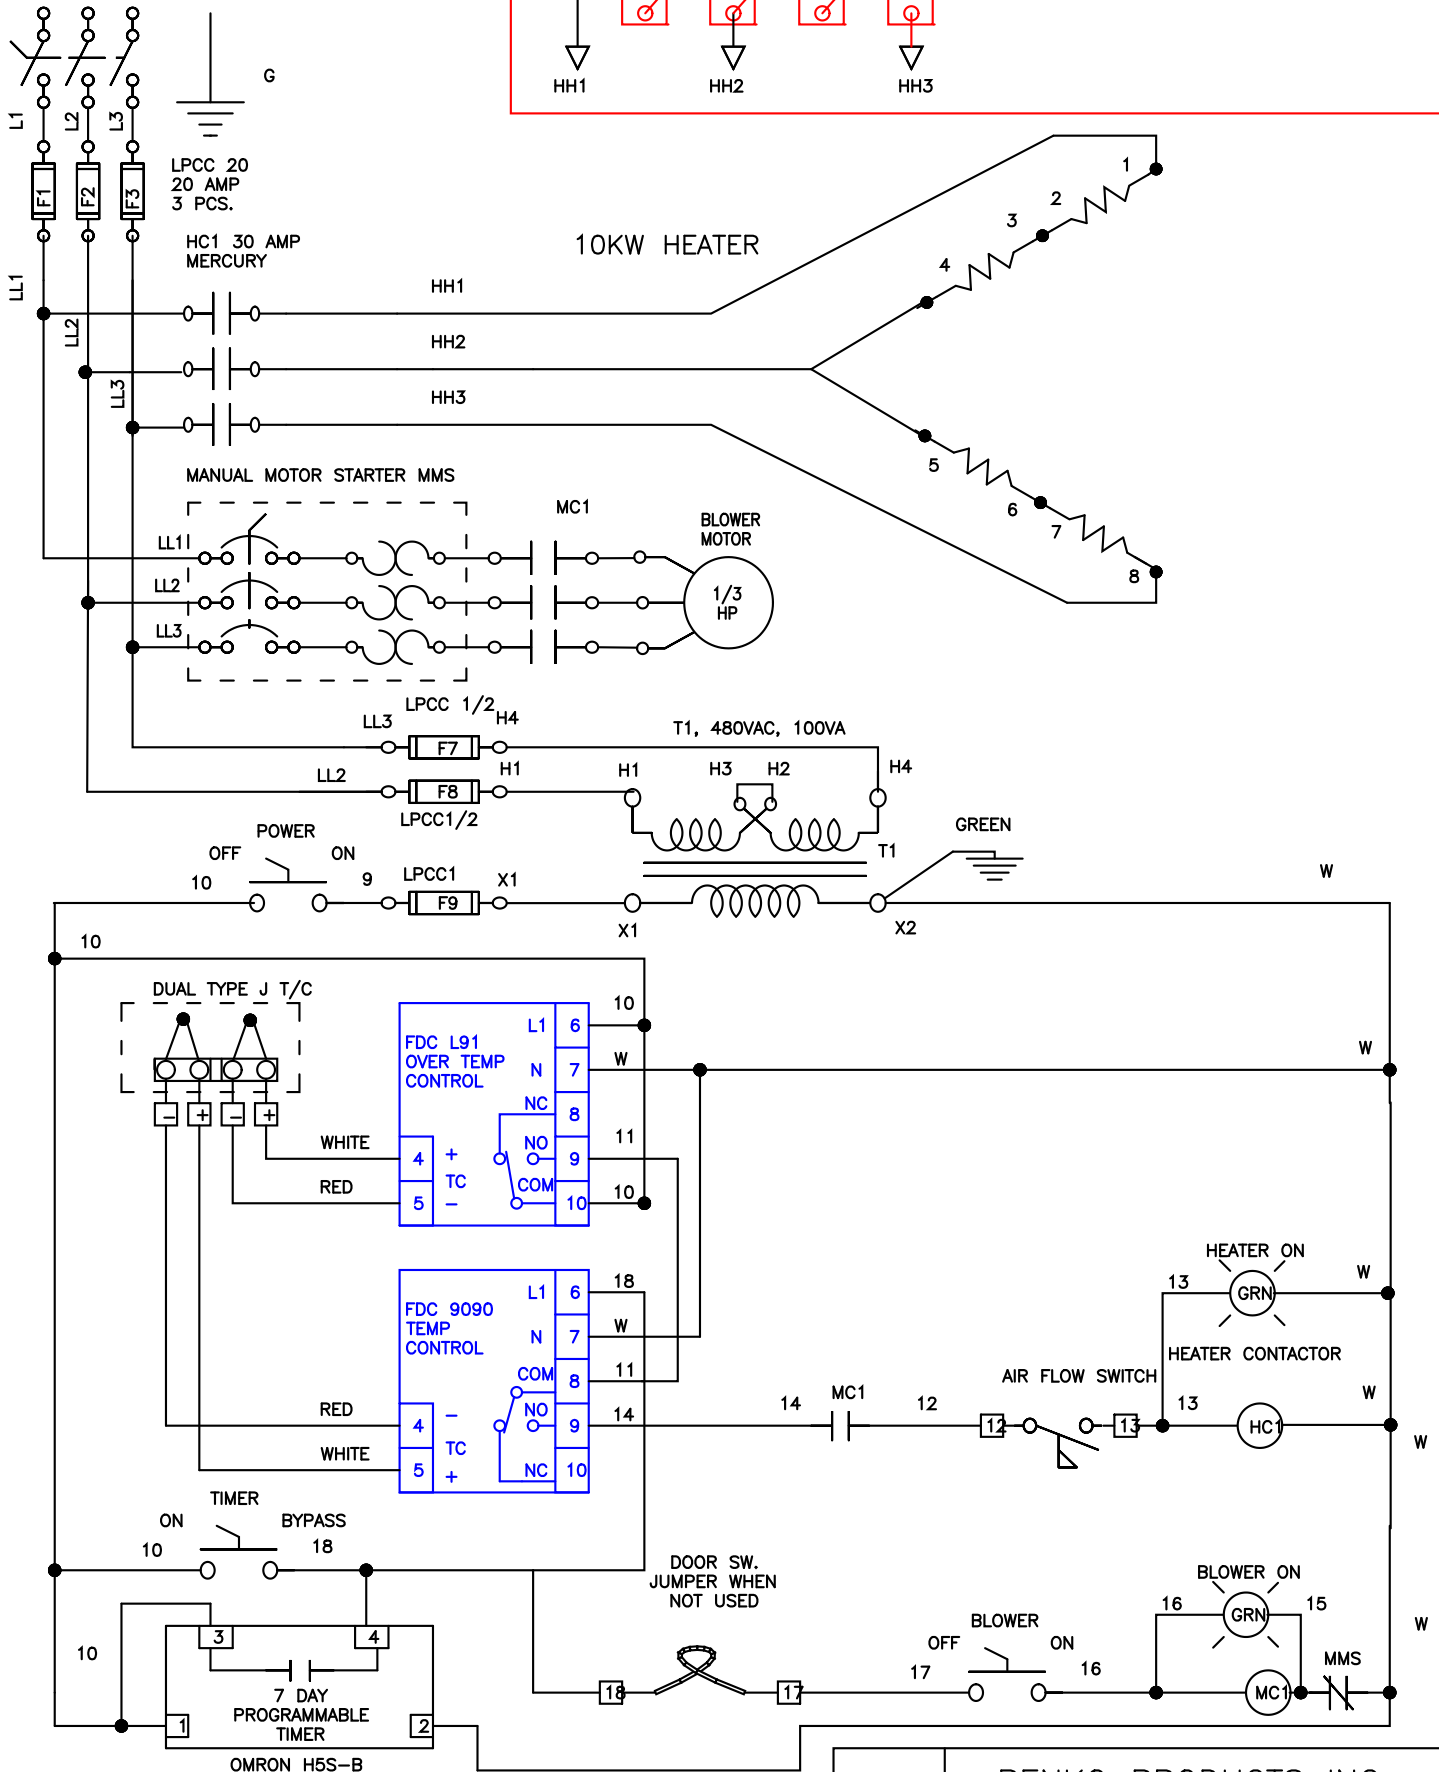 HH1
HH2
HH3
G
L1
L2
L3
F1
F2
F3
LPCC 20
20 AMP
3 PCS.
HC1 30 AMP
MERCURY
10KW HEATER
1
2
3
4
LL1
LL2
LL3
HH1
HH2
HH3
5
6
7
8
MANUAL MOTOR STARTER MMS
MC1
BLOWER
MOTOR
1/3
HP
LL1
LL2
LL3
LPCC 1/2
LL3
H4
F7
T1, 480VAC, 100VA
LL2
H1
F8
LPCC1/2
H1
H3
H2
H4
T1
POWER
OFF
ON
10
9
LPCC1
F9
X1
X1
X2
GREEN
W
10
DUAL TYPE J T/C
-
+
-
+
FDC L91
OVER TEMP
CONTROL
L1
6
10
N
7
W
W
NC
8
NO
9
11
COM
10
10
WHITE
4
+
TC
RED
5
-
FDC 9090
TEMP
CONTROL
L1
6
18
N
7
W
COM
8
11
NO
9
14
NC
10
RED
4
-
TC
WHITE
5
+
14
MC1
12
12
AIR FLOW SWITCH
13
13
13
HEATER ON
GRN
W
HEATER CONTACTOR
HC1
W
W
TIMER
ON
BYPASS
10
18
10
3
4
7 DAY
PROGRAMMABLE
TIMER
1
2
OMRON H5S-B
DOOR SW.
JUMPER WHEN
NOT USED
18
17
17
BLOWER
OFF
ON
16
BLOWER ON
16
GRN
15
MC1
MMS
W